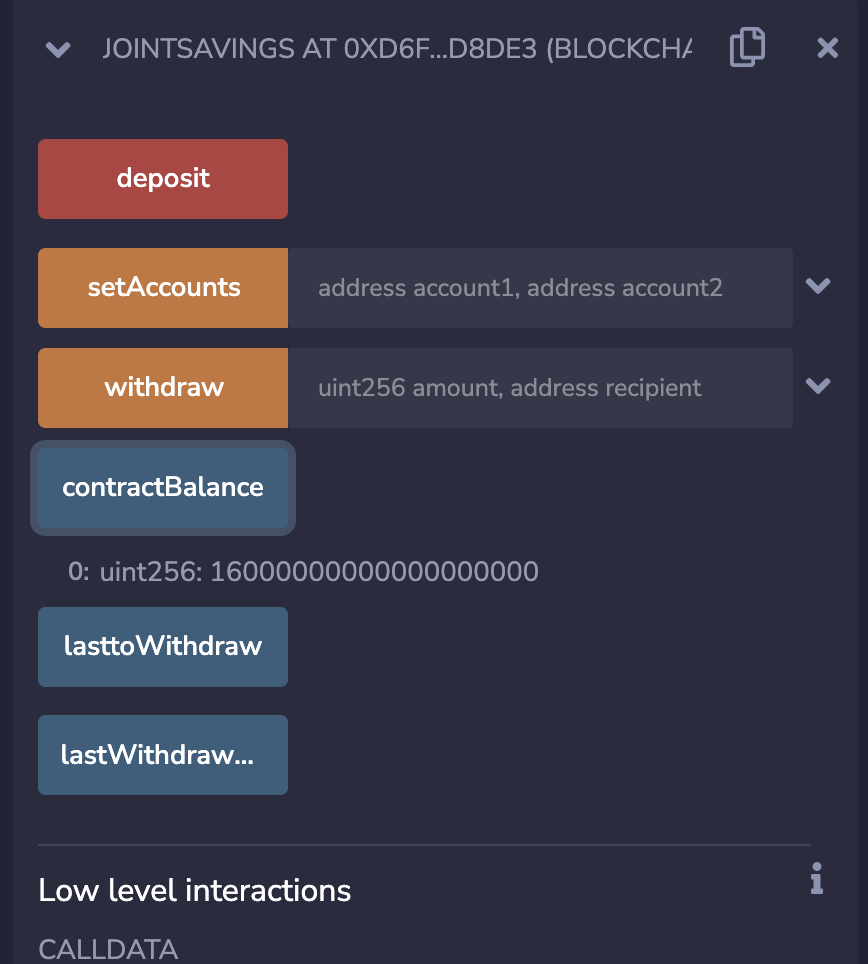 JOINTSAVINGS AT 0XD6F...D8DE3 (BLOCKCHA
deposit
setAccounts address account1, address account2
withdraw uint256 amount, address recipient
contractBalance
0: uint256: 16000000000000000000
lasttoWithdraw
lastWithdraw...
Low level interactions
CALLDATA